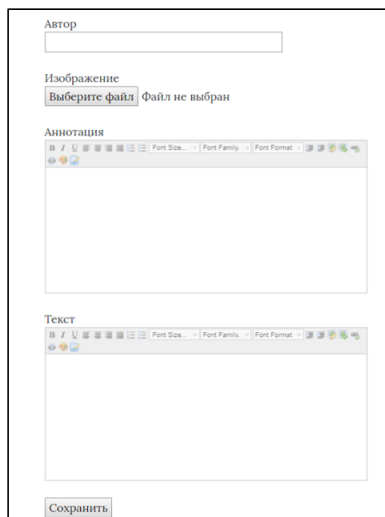 Автор
Изображение
Выберите файл Файл не выбран
Аннотация
B I U Font Size... Font Family. Font Format
Текст
B I U Font Size... Font Family. Font Format
Сохранить